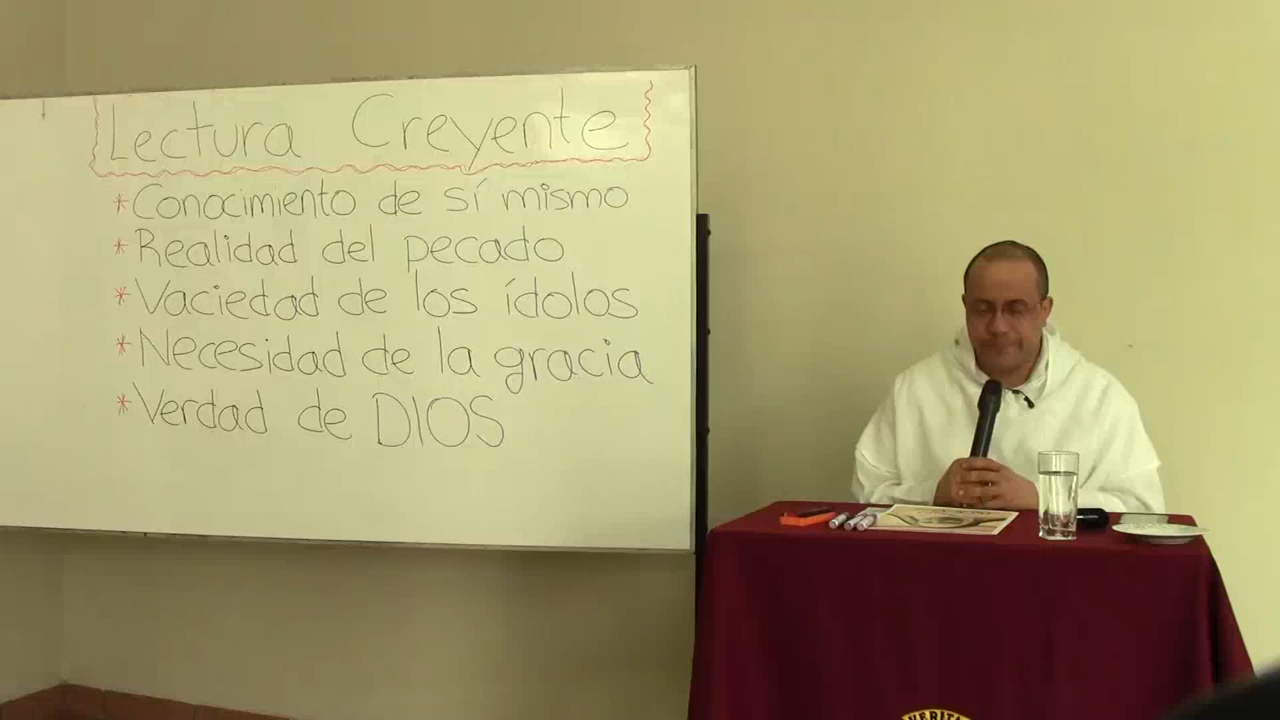 Lectura Creyente
* Conocimiento de sí mismo
* Realidad del pecado
* Vaciedad de los ídolos
* Necesidad de la gracia
* Verdad de DIOS
VERITA